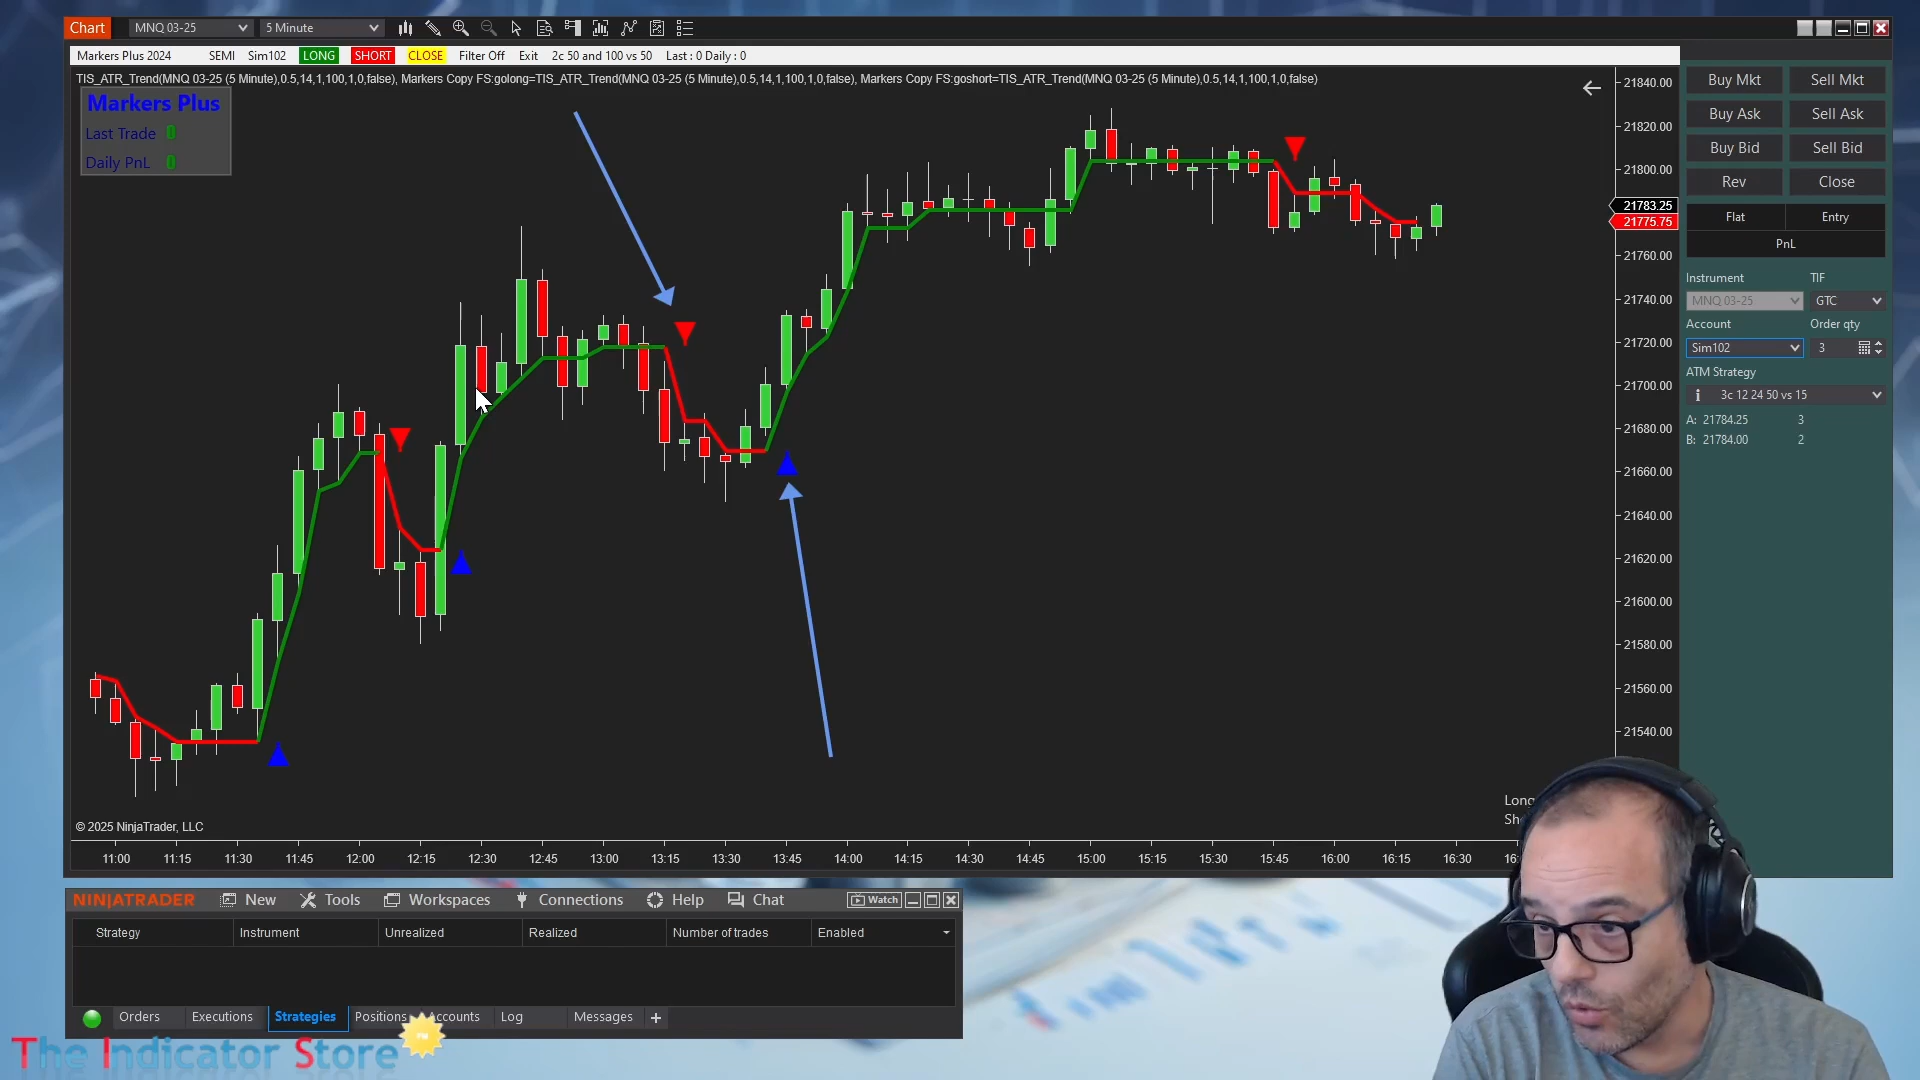 Chart MNQ 03-25 5 Minute
Markers Plus 2024 SEMI Sim102 LONG SHORT CLOSE Filter Off Exit 2c 50 and 100 vs 50 Last : 0 Daily : 0
TIS_ATR_Trend(MNQ 03-25 (5 Minute),0.5,14,1,100,1,0,false), Markers Copy FS:golong=TIS_ATR_Trend(MNQ 03-25 (5 Minute),0.5,14,1,100,1,0,false), Markers Copy FS:goshort=TIS_ATR_Trend(MNQ 03-25 (5 Minute),0.5,14,1,100,1,0,false)
Markers Plus
Last Trade 0
Daily PnL 0
21840.00
21820.00
21800.00
21783.25
21775.75
21760.00
21740.00
21720.00
21700.00
21680.00
21660.00
21640.00
21620.00
21600.00
21580.00
21560.00
21540.00
Buy Mkt Sell Mkt
Buy Ask Sell Ask
Buy Bid Sell Bid
Rev Close
Flat Entry
PnL
Instrument TIF
MNQ 03-25 GTC
Account Order qty
Sim102 3
ATM Strategy
3c 12 24 50 vs 15
A: 21784.25 3
B: 21784.00 2
Long
Sh
© 2025 NinjaTrader, LLC
11:00 11:15 11:30 11:45 12:00 12:15 12:30 12:45 13:00 13:15 13:30 13:45 14:00 14:15 14:30 14:45 15:00 15:15 15:30 15:45 16:00 16:15 16:30
NINJATRADER New Tools Workspaces Connections Help Chat Watch
Strategy Instrument Unrealized Realized Number of trades Enabled
Orders Executions Strategies Positions ccounts Log Messages +
The Indicator Store